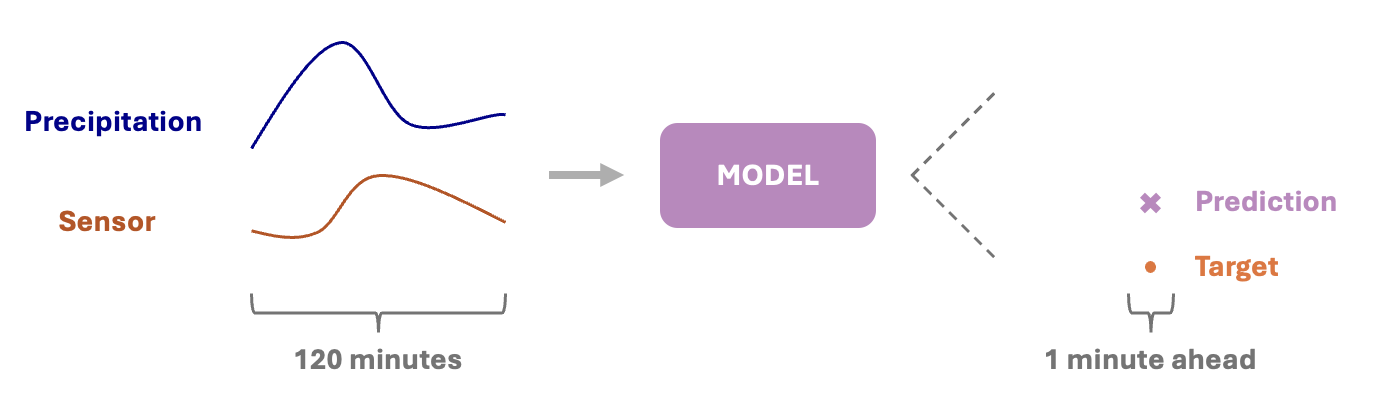 Precipitation
Sensor
120 minutes
MODEL
Prediction
Target
1 minute ahead